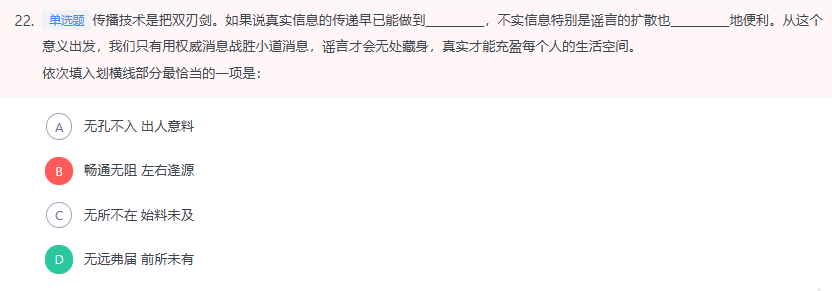 22. 单选题 传播技术是把双刃剑。如果说真实信息的传递早已能做到_________，不实信息特别是谣言的扩散也_________地便利。从这个
意义出发，我们只有用权威消息战胜小道消息，谣言才会无处藏身，真实才能充盈每个人的生活空间。
依次填入划横线部分最恰当的一项是：
A 无孔不入 出人意料
B 畅通无阻 左右逢源
C 无所不在 始料未及
D 无远弗届 前所未有